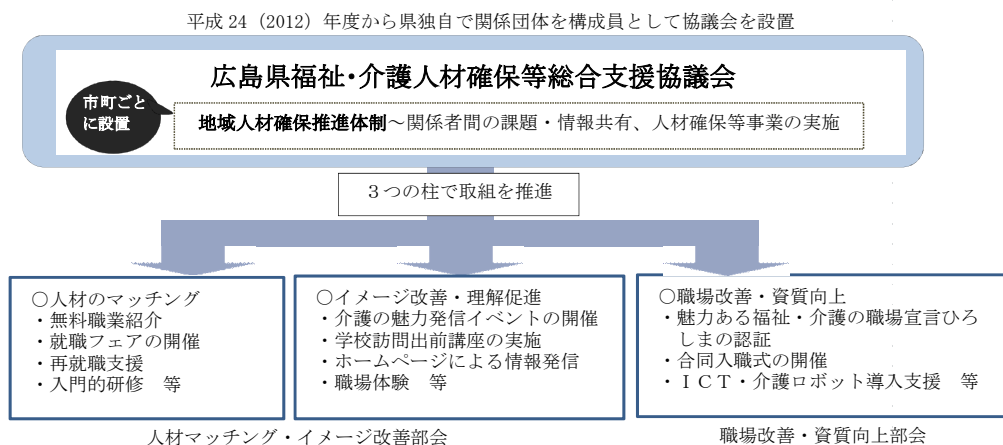 平成 24（2012）年度から県独自で関係団体を構成員として協議会を設置
広島県福祉・介護人材確保等総合支援協議会
市町ごと
に設置
地域人材確保推進体制～関係者間の課題・情報共有、人材確保等事業の実施
３つの柱で取組を推進
○人材のマッチング
・無料職業紹介
・就職フェアの開催
・再就職支援
・入門的研修　等
○イメージ改善・理解促進
・介護の魅力発信イベントの開催
・学校訪問出前講座の実施
・ホームページによる情報発信
・職場体験　等
○職場改善・資質向上
・魅力ある福祉・介護の職場宣言ひろ
しまの認証
・合同入職式の開催
・ＩＣＴ・介護ロボット導入支援　等
人材マッチング・イメージ改善部会
職場改善・資質向上部会